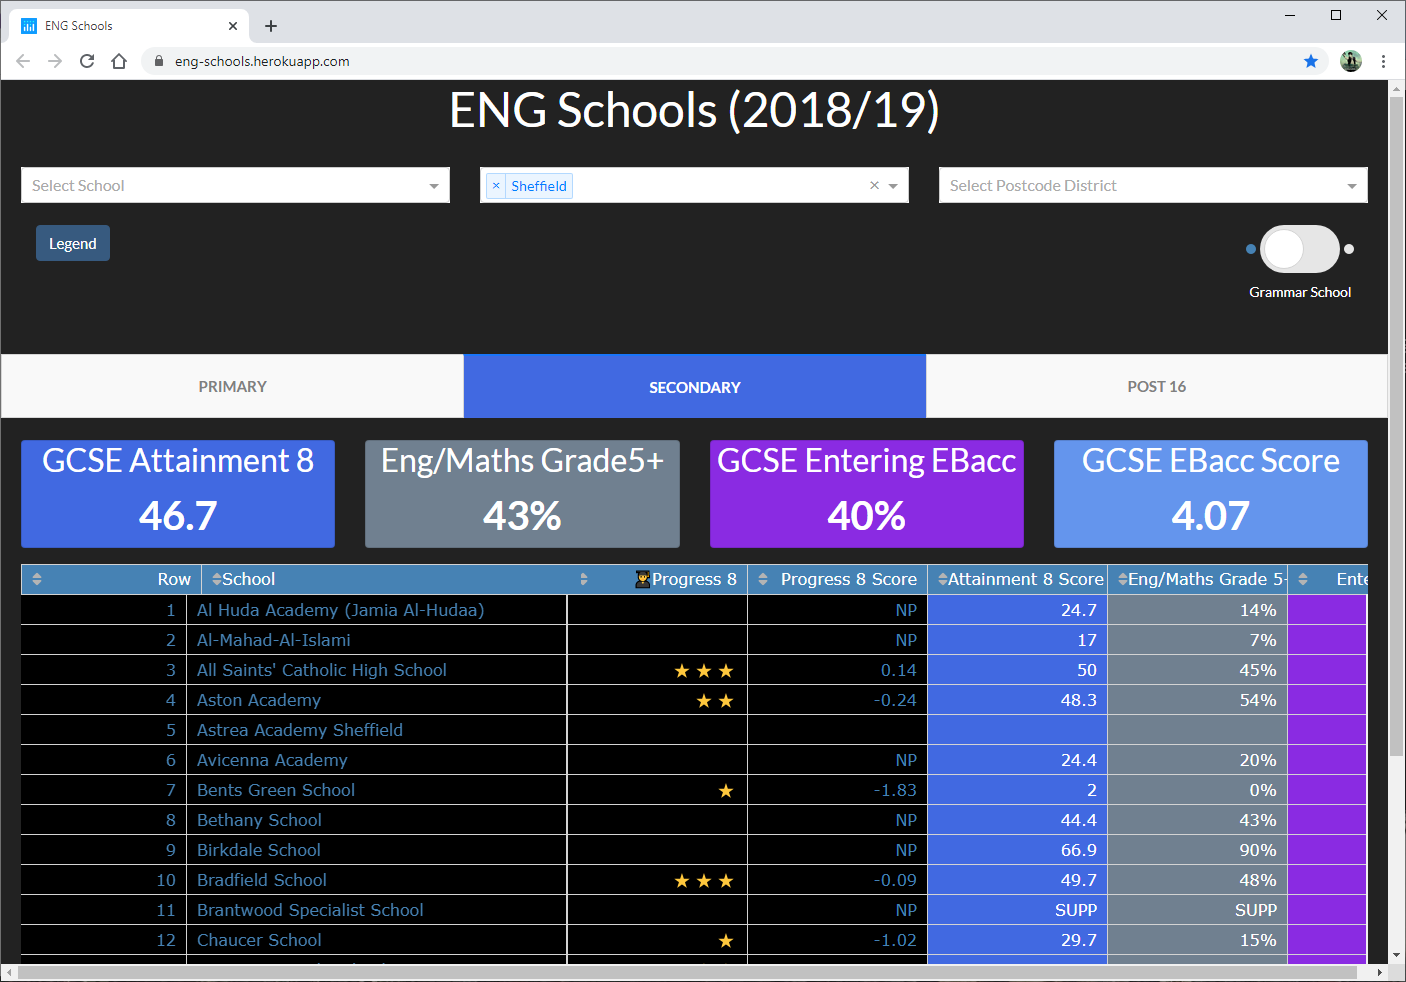 ENG Schools
eng-schools.herokuapp.com
ENG Schools (2018/19)
Select School
× Sheffield ×
Select Postcode District
Legend
Grammar School
PRIMARY SECONDARY POST 16
GCSE Attainment 8 Eng/Maths Grade5+ GCSE Entering EBacc GCSE EBacc Score
46.7 43% 40% 4.07
Row School Progress 8 Progress 8 Score Attainment 8 Score Eng/Maths Grade 5+ Ente
1 Al Huda Academy (Jamia Al-Hudaa) NP 24.7 14%
2 Al-Mahad-Al-Islami NP 17 7%
3 All Saints' Catholic High School ★ ★ ★ 0.14 50 45%
4 Aston Academy ★ ★ -0.24 48.3 54%
5 Astrea Academy Sheffield
6 Avicenna Academy NP 24.4 20%
7 Bents Green School ★ -1.83 2 0%
8 Bethany School NP 44.4 43%
9 Birkdale School NP 66.9 90%
10 Bradfield School ★ ★ ★ -0.09 49.7 48%
11 Brantwood Specialist School NP SUPP SUPP
12 Chaucer School ★ -1.02 29.7 15%